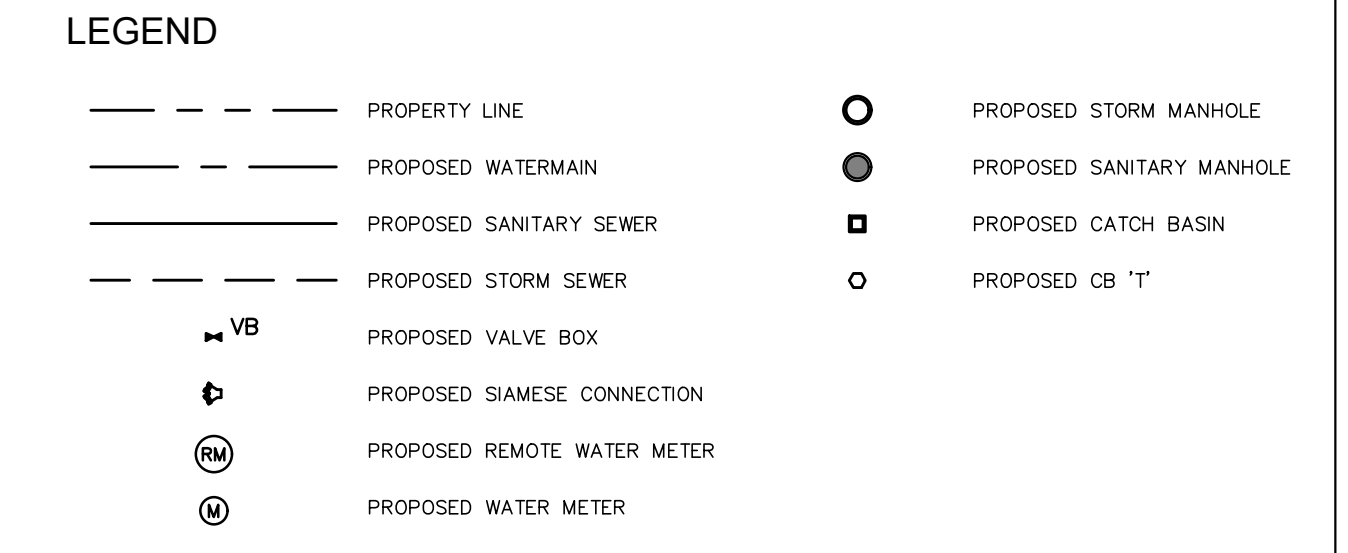 LEGEND
PROPERTY LINE
PROPOSED WATERMAIN
PROPOSED SANITARY SEWER
PROPOSED STORM SEWER
VB PROPOSED VALVE BOX
PROPOSED SIAMESE CONNECTION
RM PROPOSED REMOTE WATER METER
M PROPOSED WATER METER
PROPOSED STORM MANHOLE
PROPOSED SANITARY MANHOLE
PROPOSED CATCH BASIN
PROPOSED CB 'T'